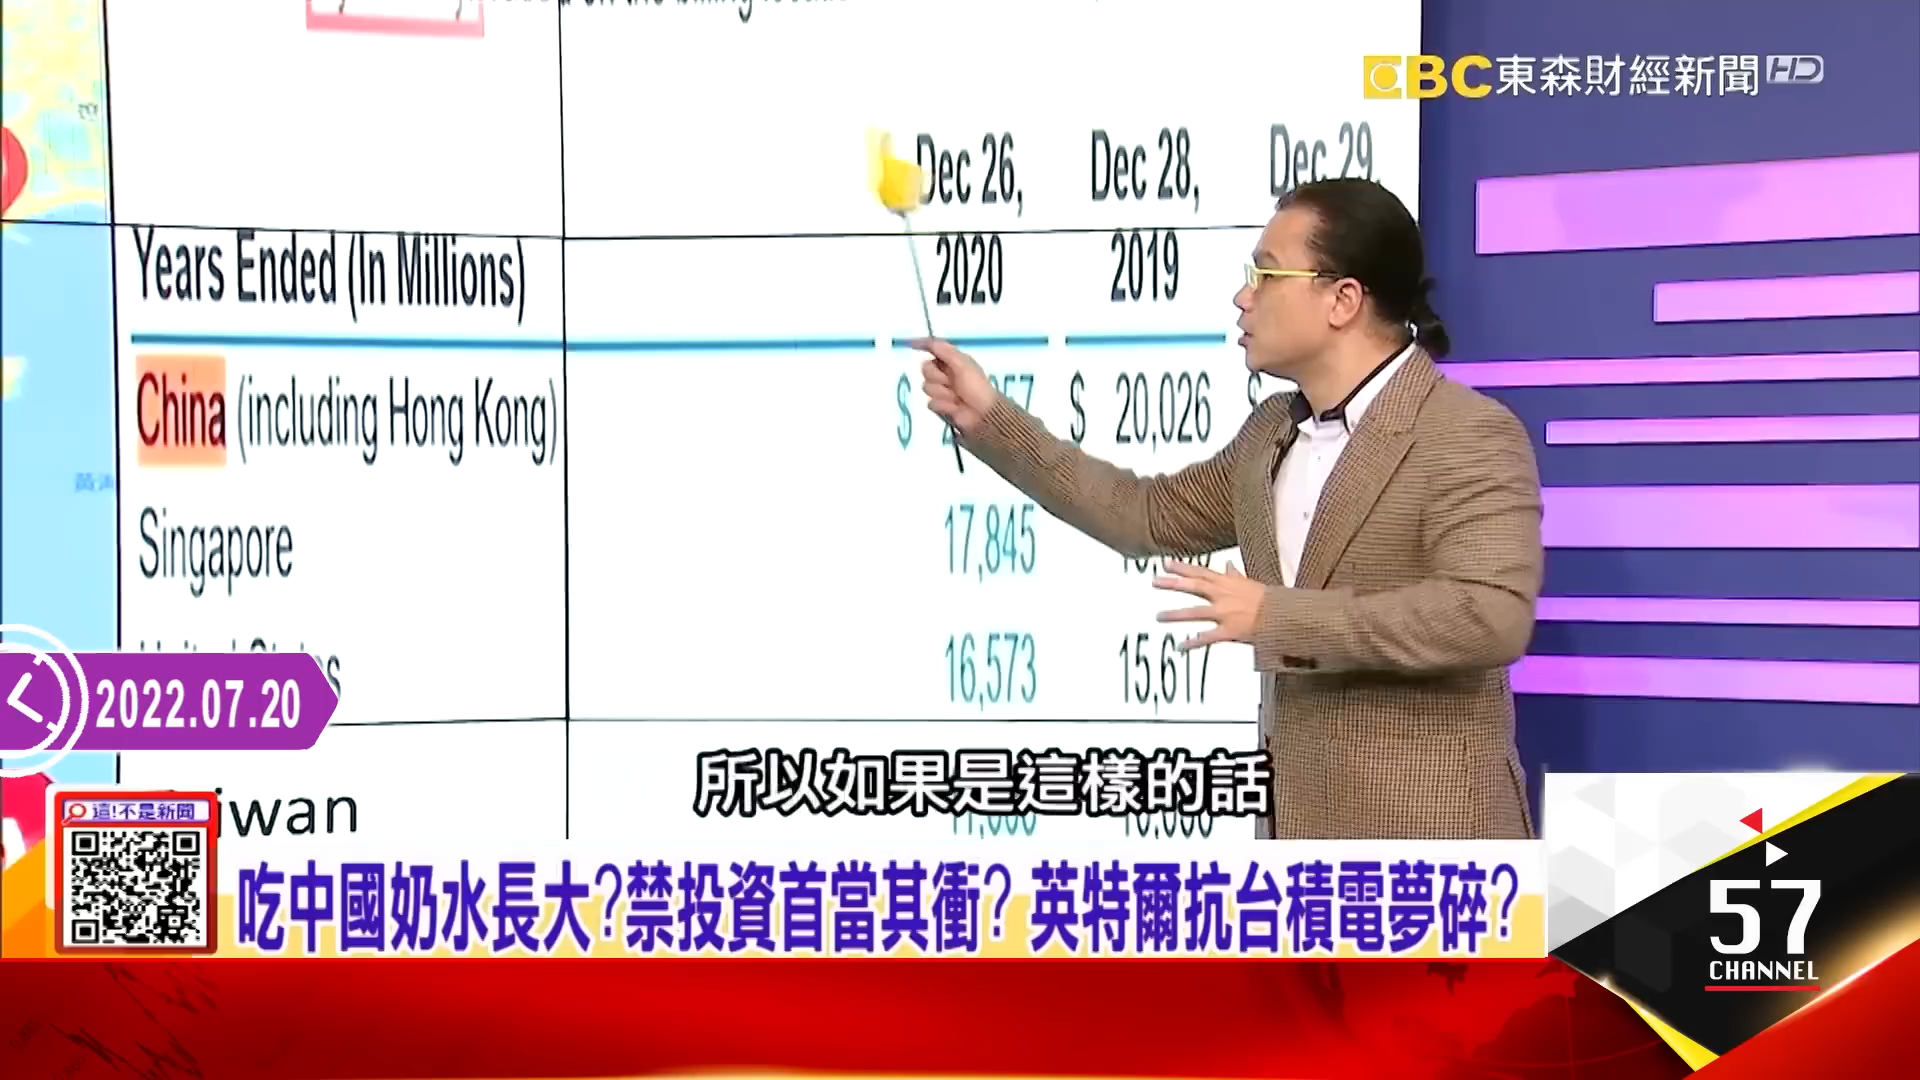 EBC東森財經新聞HD
Dec 26, Dec 28, Dec 29,
Years Ended (In Millions) 2020 2019
China (including Hong Kong) $ $ 20,026 $
Singapore 17,845
16,573 15,617
2022.07.20
所以如果是這樣的話
這!不是新聞
吃中國奶水長大?禁投資首當其衝? 英特爾抗台積電夢碎?
57
CHANNEL